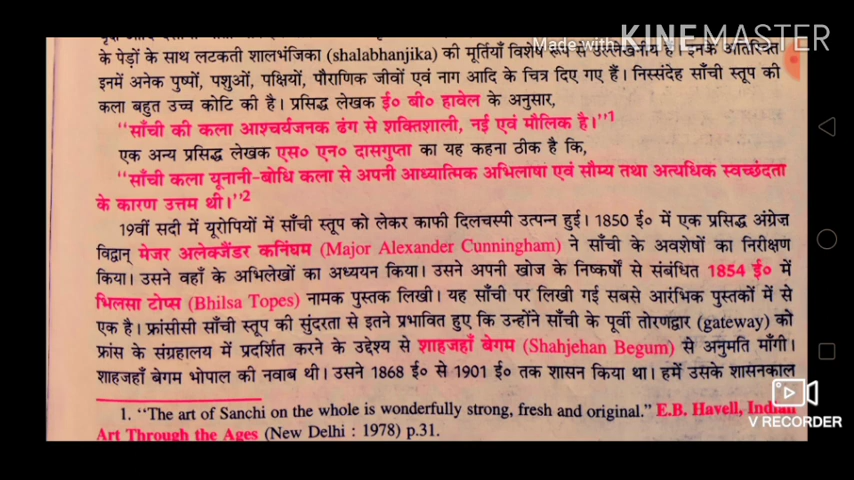 Made with KINEMASTER
के पेड़ों के साथ लटकती शालभंजिका (shalabhanjika) की मूर्तियाँ विशेष रूप से उल्लेखनीय हैं। इनके अतिरिक्त
इनमें अनेक पुष्पों, पशुओं, पक्षियों, पौराणिक जीवों एवं नाग आदि के चित्र दिए गए हैं। निस्संदेह साँची स्तूप की
कला बहुत उच्च कोटि की है। प्रसिद्ध लेखक ई० बी० हावेल के अनुसार,
“साँची की कला आश्चर्यजनक ढंग से शक्तिशाली, नई एवं मौलिक है।”1
एक अन्य प्रसिद्ध लेखक एस० एन० दासगुप्ता का यह कहना ठीक है कि,
“साँची कला यूनानी-बोधि कला से अपनी आध्यात्मिक अभिलाषा एवं सौम्य तथा अत्यधिक स्वच्छंदता
के कारण उत्तम थी।”2
19वीं सदी में यूरोपियों में साँची स्तूप को लेकर काफी दिलचस्पी उत्पन्न हुई। 1850 ई० में एक प्रसिद्ध अंग्रेज
विद्वान् मेजर अलेक्जैंडर कनिंघम (Major Alexander Cunningham) ने साँची के अवशेषों का निरीक्षण
किया। उसने वहाँ के अभिलेखों का अध्ययन किया। उसने अपनी खोज के निष्कर्षों से संबंधित 1854 ई० में
भिलसा टोप्स (Bhilsa Topes) नामक पुस्तक लिखी। यह साँची पर लिखी गई सबसे आरंभिक पुस्तकों में से
एक है। फ्रांसीसी साँची स्तूप की सुंदरता से इतने प्रभावित हुए कि उन्होंने साँची के पूर्वी तोरणद्वार (gateway) को
फ्रांस के संग्रहालय में प्रदर्शित करने के उद्देश्य से शाहजहाँ बेगम (Shahjehan Begum) से अनुमति माँगी।
शाहजहाँ बेगम भोपाल की नवाब थी। उसने 1868 ई० से 1901 ई० तक शासन किया था। हमें उसके शासनकाल
1. “The art of Sanchi on the whole is wonderfully strong, fresh and original.” E.B. Havell, Indian
Art Through the Ages (New Delhi : 1978) p.31.
V RECORDER